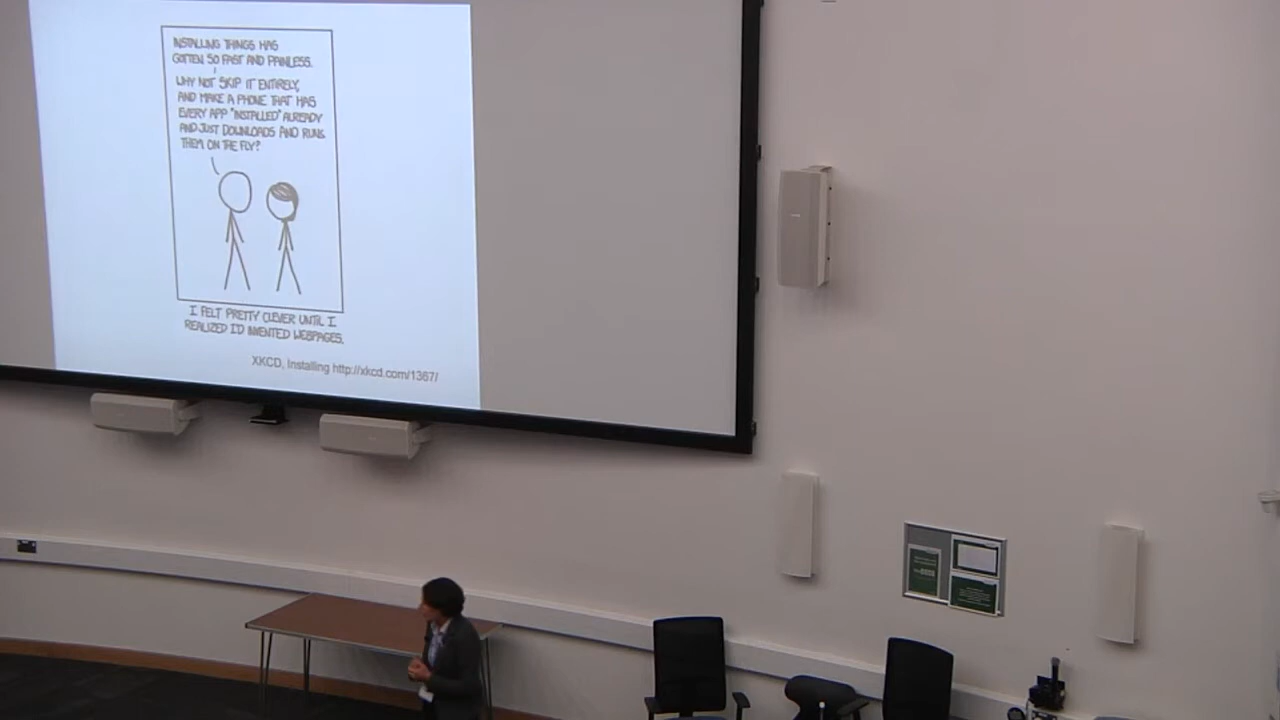 INSTALLING THINGS HAS
GOTTEN SO FAST AND PAINLESS.
WHY NOT SKIP IT ENTIRELY,
AND MAKE A PHONE THAT HAS
EVERY APP "INSTALLED" ALREADY
AND JUST DOWNLOADS AND RUNS
THEM ON THE FLY?
I FELT PRETTY CLEVER UNTIL I
REALIZED I'D INVENTED WEBPAGES.
XKCD, Installing http://xkcd.com/1367/